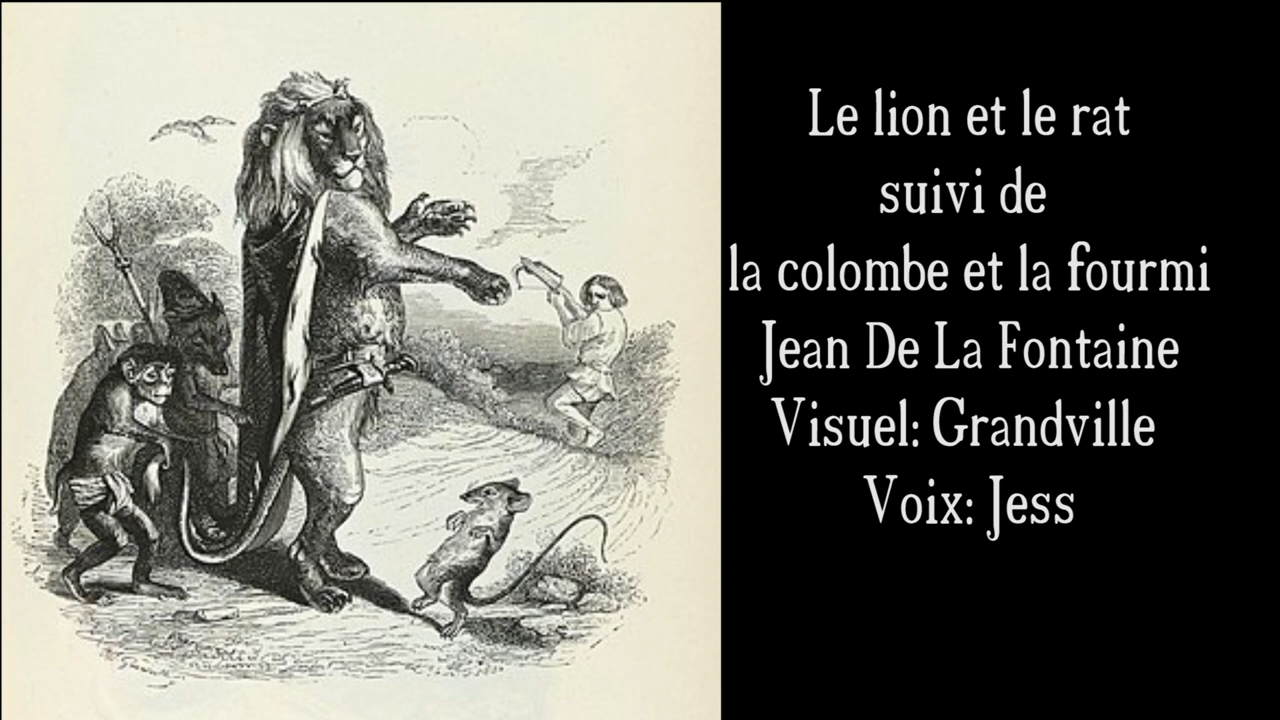 Le lion et le rat
suivi de
la colombe et la fourmi
Jean De La Fontaine
Visuel: Grandville
Voix: Jess